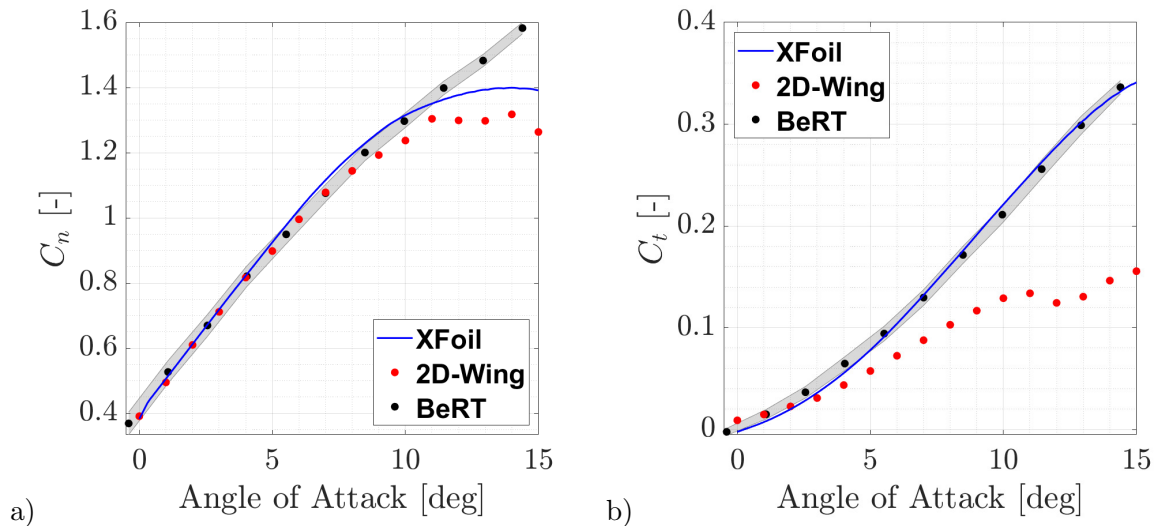 1.6
1.4
1.2
1
0.8
0.6
0.4
C_n [-]
0
5
10
15
Angle of Attack [deg]
XFoil
2D-Wing
BeRT
a)
0.4
0.3
0.2
0.1
0
C_t [-]
0
5
10
15
Angle of Attack [deg]
XFoil
2D-Wing
BeRT
b)